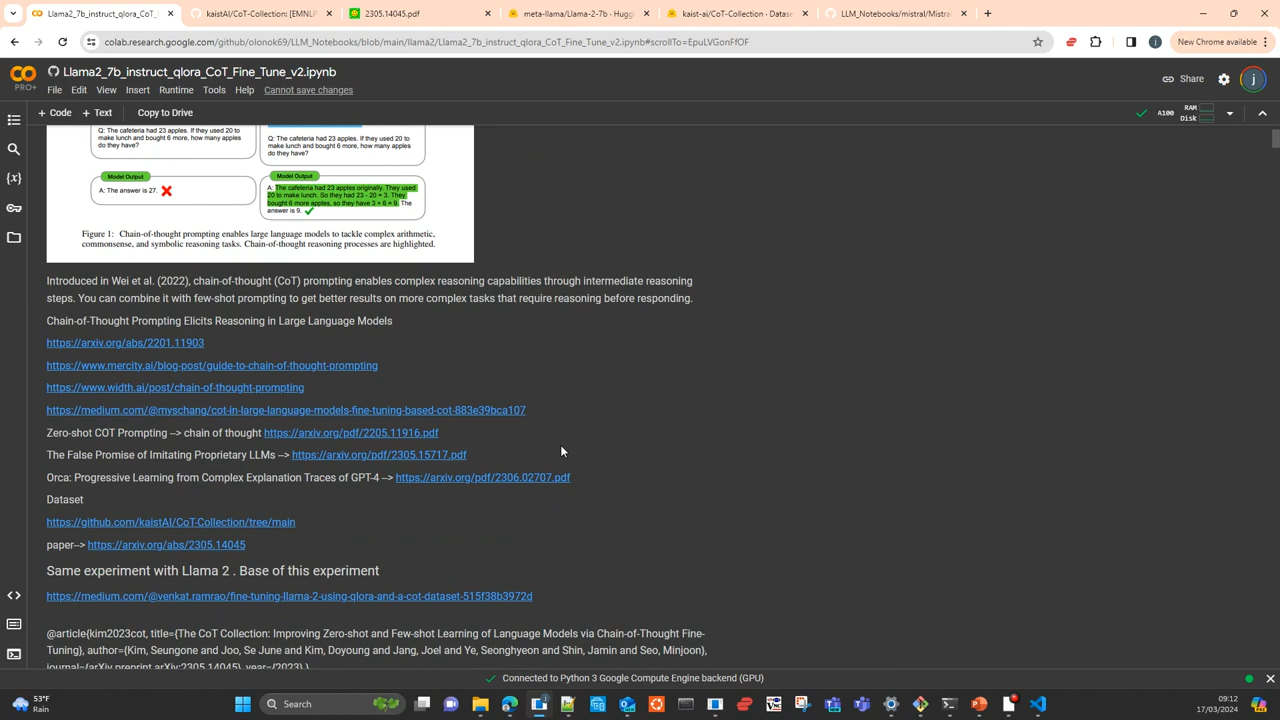 Llama2_7b_instruct_qlora_CoT_
kaistAI/CoT-Collection: [EMNLP
2305.14045.pdf
meta-llama/Llama-2-7b · Huggi
kaist-ai/CoT-Collection · Datase
LLM_Notebooks/mistral/Mistral
colab.research.google.com/github/olonok69/LLM_Notebooks/blob/main/llama2/Llama2_7b_instruct_qlora_CoT_Fine_Tune_v2.ipynb#scrollTo=EpuLVGonFfOF
New Chrome available
Llama2_7b_instruct_qlora_CoT_Fine_Tune_v2.ipynb
PRO+
File Edit View Insert Runtime Tools Help Cannot save changes
Share
j
+ Code + Text Copy to Drive
A100
RAM
Disk
Q: The cafeteria had 23 apples. If they used 20 to
make lunch and bought 6 more, how many apples
do they have?
Q: The cafeteria had 23 apples. If they used 20 to
make lunch and bought 6 more, how many apples
do they have?
Model Output
A: The answer is 27.
Model Output
A: The cafeteria had 23 apples originally. They used
20 to make lunch. So they had 23 - 20 = 3. They
bought 6 more apples, so they have 3 + 6 = 9. The
answer is 9.
Figure 1: Chain-of-thought prompting enables large language models to tackle complex arithmetic,
commonsense, and symbolic reasoning tasks. Chain-of-thought reasoning processes are highlighted.
Introduced in Wei et al. (2022), chain-of-thought (CoT) prompting enables complex reasoning capabilities through intermediate reasoning
steps. You can combine it with few-shot prompting to get better results on more complex tasks that require reasoning before responding.
Chain-of-Thought Prompting Elicits Reasoning in Large Language Models
https://arxiv.org/abs/2201.11903
https://www.mercity.ai/blog-post/guide-to-chain-of-thought-prompting
https://www.width.ai/post/chain-of-thought-prompting
https://medium.com/@myschang/cot-in-large-language-models-fine-tuning-based-cot-883e39bca107
Zero-shot COT Prompting --> chain of thought https://arxiv.org/pdf/2205.11916.pdf
The False Promise of Imitating Proprietary LLMs --> https://arxiv.org/pdf/2305.15717.pdf
Orca: Progressive Learning from Complex Explanation Traces of GPT-4 --> https://arxiv.org/pdf/2306.02707.pdf
Dataset
https://github.com/kaistAI/CoT-Collection/tree/main
paper--> https://arxiv.org/abs/2305.14045
Same experiment with Llama 2 . Base of this experiment
https://medium.com/@venkat.ramrao/fine-tuning-llama-2-using-qlora-and-a-cot-dataset-515f38b3972d
@article{kim2023cot, title={The CoT Collection: Improving Zero-shot and Few-shot Learning of Language Models via Chain-of-Thought Fine-
Tuning}, author={Kim, Seungone and Joo, Se June and Kim, Doyoung and Jang, Joel and Ye, Seonghyeon and Shin, Jamin and Seo, Minjoon},
journal={arXiv preprint arXiv:2305.14045}, year={2023} }
Connected to Python 3 Google Compute Engine backend (GPU)
53°F
Rain
Search
09:12
17/03/2024